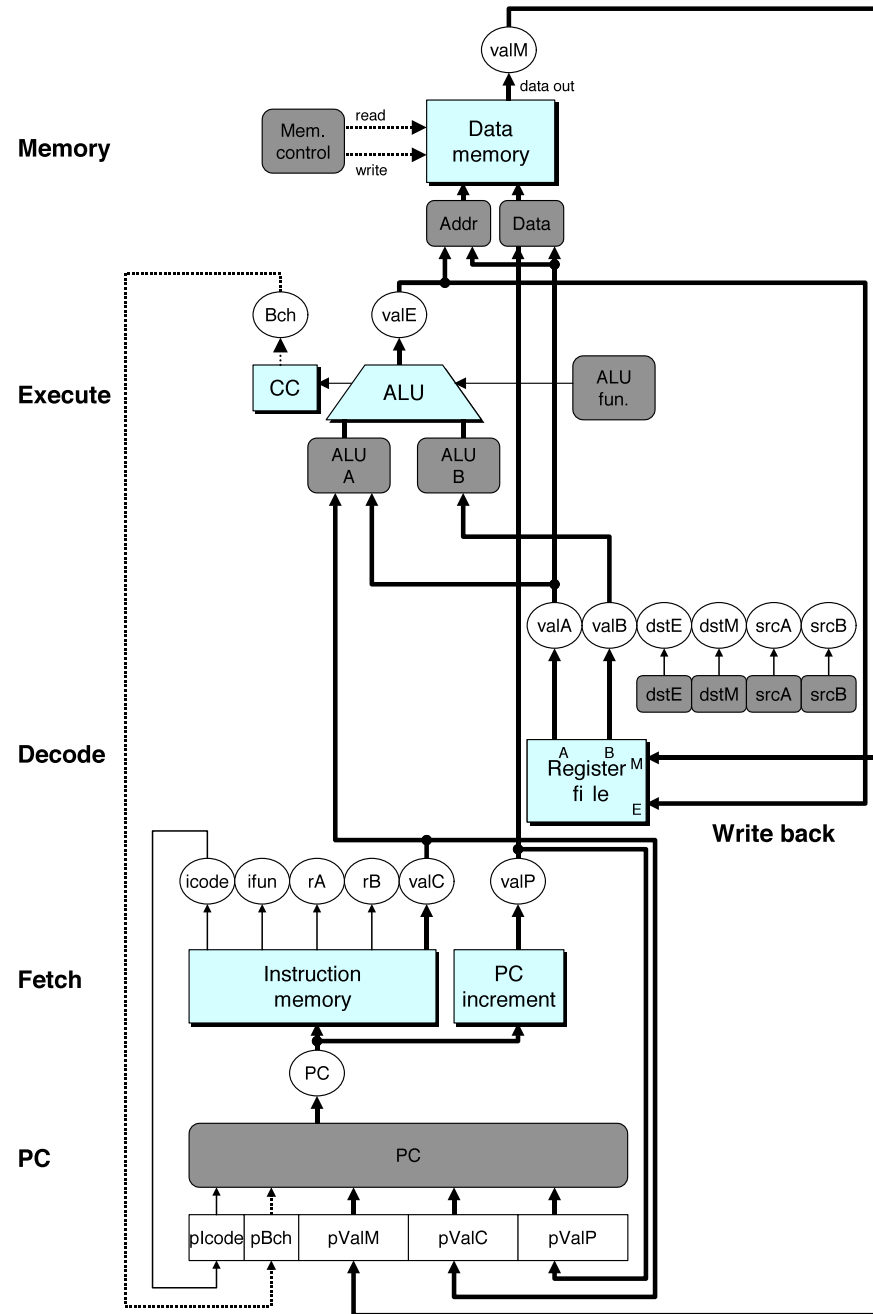 valM
data out
Mem.
control
read
write
Data
memory
Memory
Addr
Data
Bch
valE
CC
ALU
ALU
fun.
Execute
ALU
A
ALU
B
valA
valB
dstE
dstM
srcA
srcB
dstE
dstM
srcA
srcB
A
B
M
Register
fi le
E
Decode
Write back
icode
ifun
rA
rB
valC
valP
Fetch
Instruction
memory
PC
increment
PC
PC
PC
pIcode
pBch
pValM
pValC
pValP